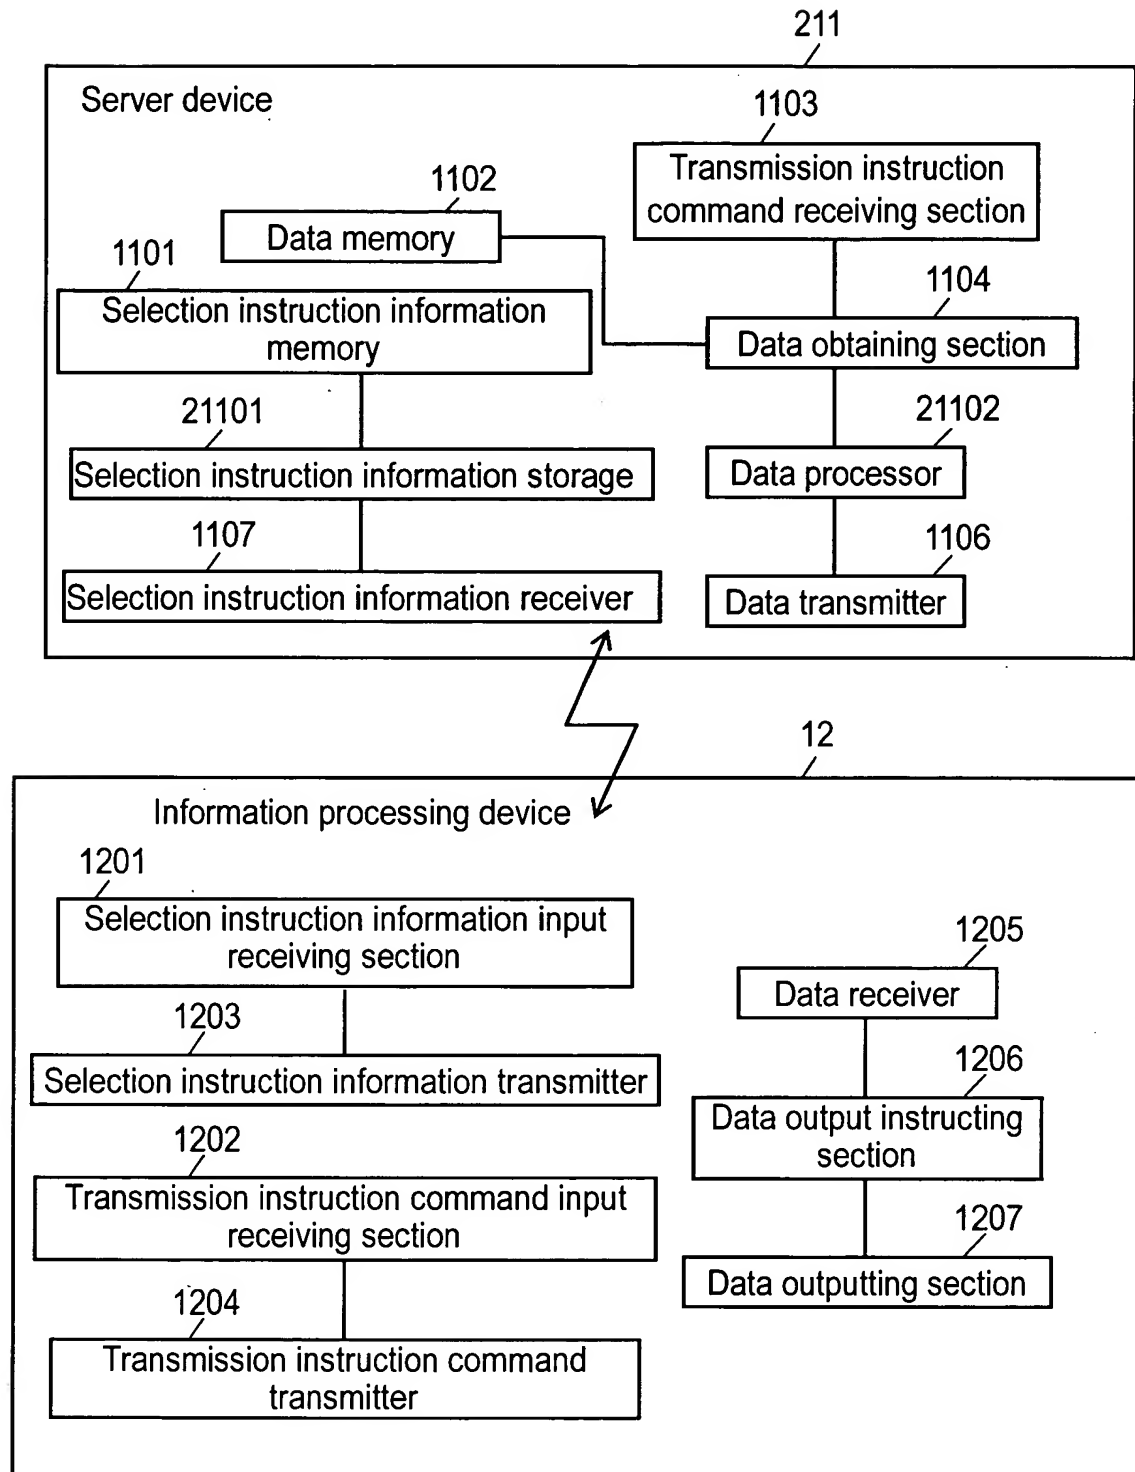 211
Server device
1103
Transmission instruction
command receiving section
1102
Data memory
1101
Selection instruction information
memory
1104
Data obtaining section
21101
Selection instruction information storage
21102
Data processor
1107
Selection instruction information receiver
1106
Data transmitter
12
Information processing device
1201
Selection instruction information input
receiving section
1203
Selection instruction information transmitter
1202
Transmission instruction command input
receiving section
1204
Transmission instruction command
transmitter
1205
Data receiver
1206
Data output instructing
section
1207
Data outputting section